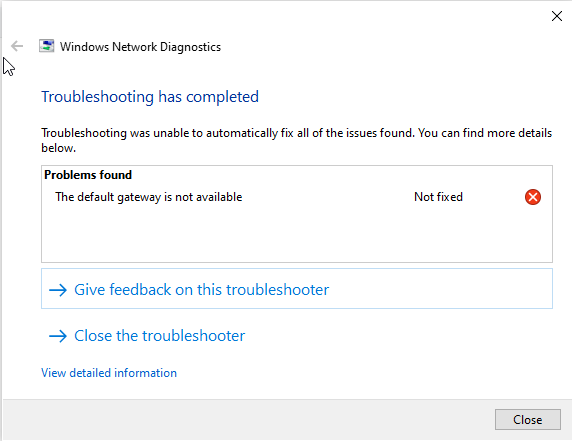 Windows Network Diagnostics
Troubleshooting has completed
Troubleshooting was unable to automatically fix all of the issues found. You can find more details
below.
Problems found
The default gateway is not available Not fixed
Give feedback on this troubleshooter
Close the troubleshooter
View detailed information
Close